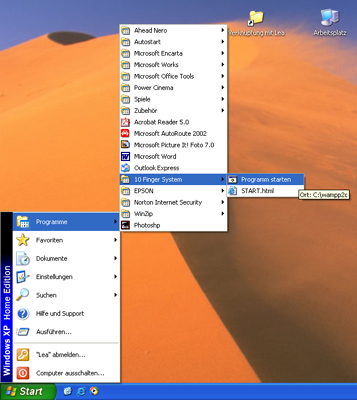 Verknüpfung mit Lea
Arbeitsplatz
Ahead Nero
Autostart
Microsoft Encarta
Microsoft Works
Microsoft Office Tools
Power Cinema
Spiele
Zubehör
Acrobat Reader 5.0
Microsoft AutoRoute 2002
Microsoft Picture It! Foto 7.0
Microsoft Word
Outlook Express
10 Finger System
Programm starten
EPSON
START.html
Norton Internet Security
Ort: C:\wampp2c
WinZip
Photoshp
Programme
Favoriten
Dokumente
Einstellungen
Suchen
Hilfe und Support
Ausführen...
"Lea" abmelden...
Computer ausschalten...
Windows XP Home Edition
Start